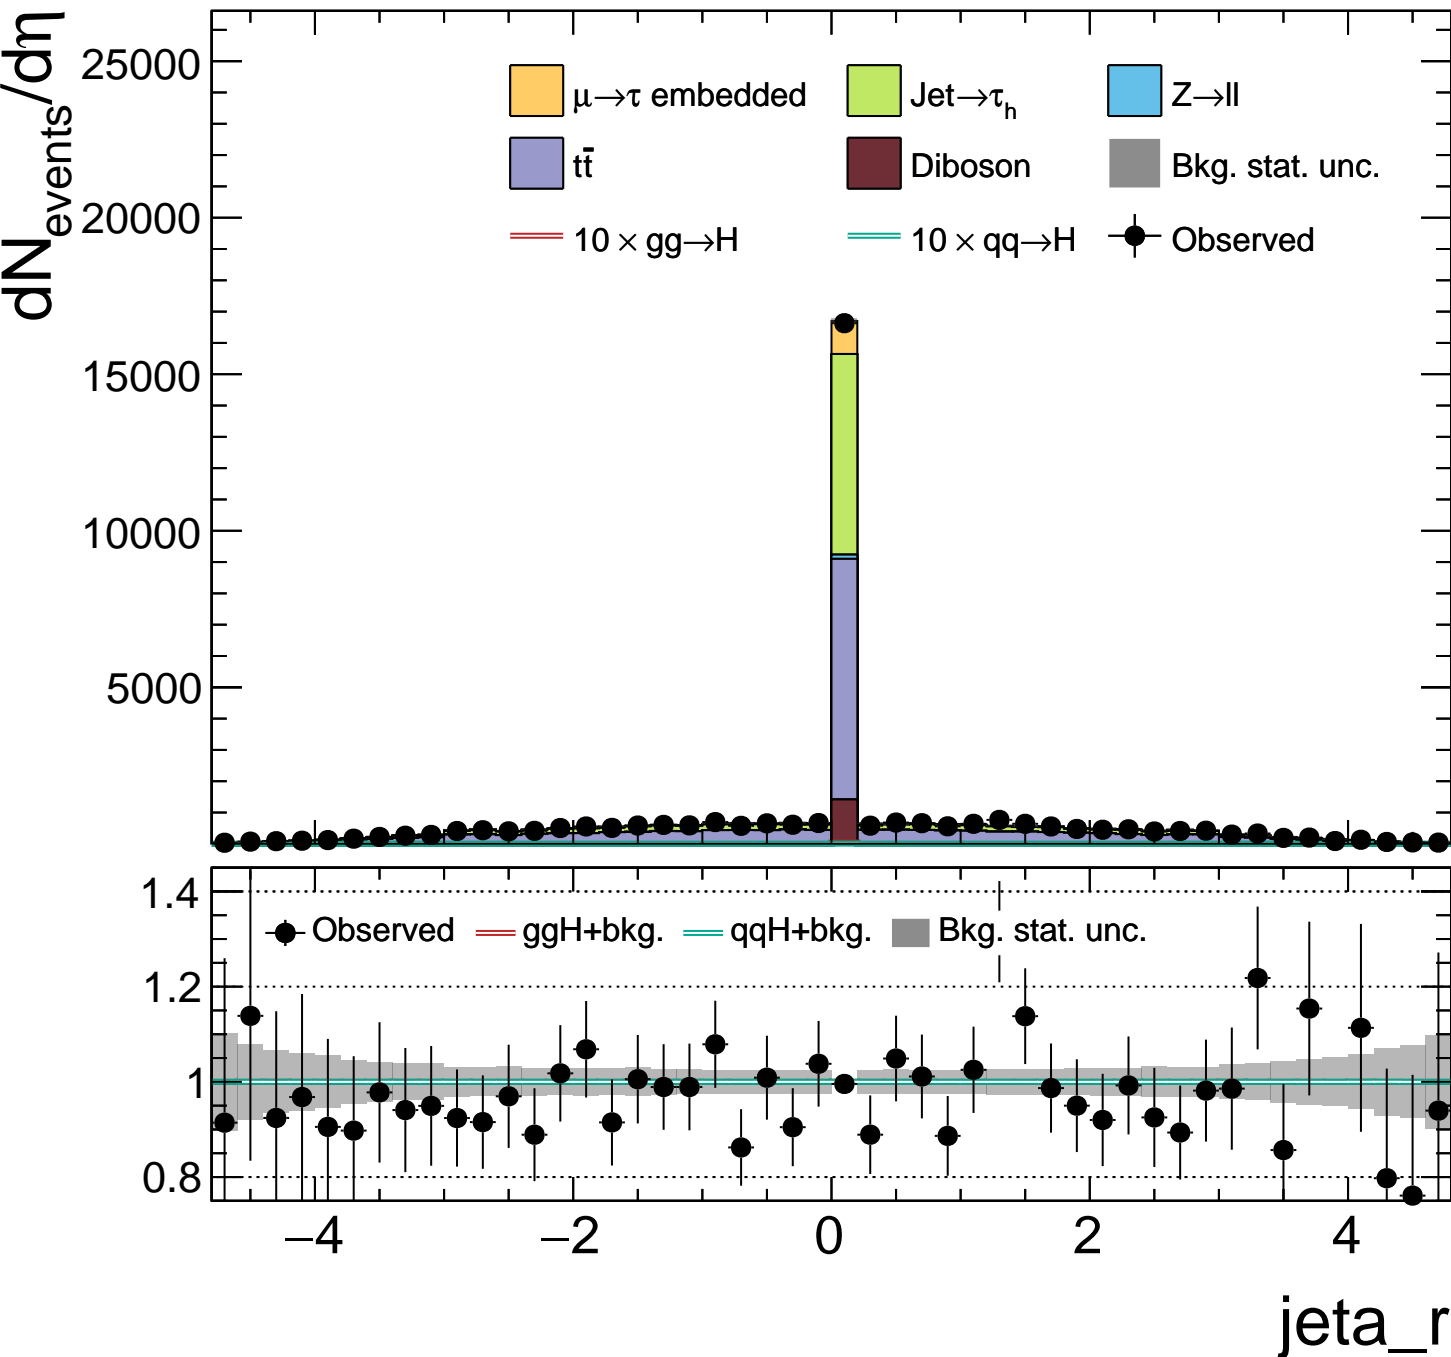 dN_events/dη
25000
20000
15000
10000
5000
μ→τ embedded Jet→τ_h Z→ll
tt̄ Diboson Bkg. stat. unc.
10 × gg→H 10 × qq→H Observed
1.4
1.2
1
0.8
Observed ggH+bkg. qqH+bkg. Bkg. stat. unc.
−4 −2 0 2 4
jeta_r